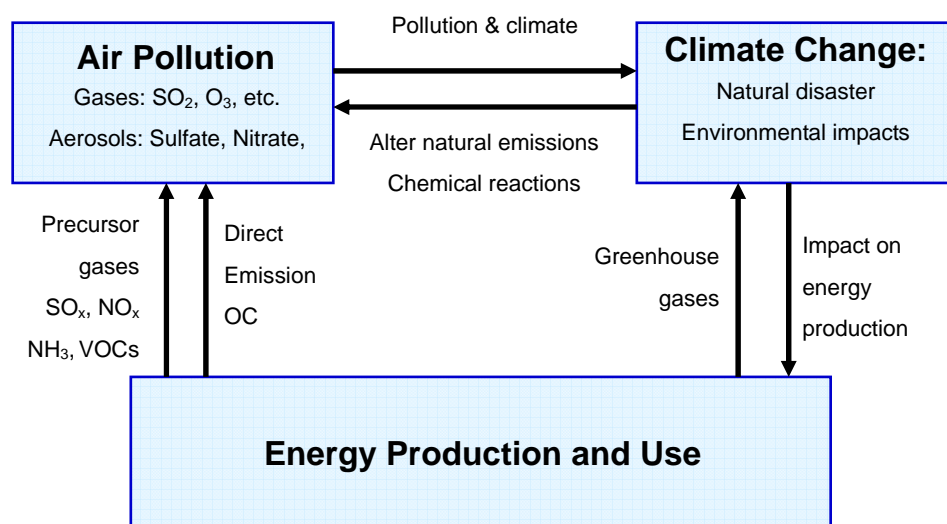 Pollution & climate
Air Pollution
Gases: SO₂, O₃, etc.
Aerosols: Sulfate, Nitrate,
Climate Change:
Natural disaster
Environmental impacts
Alter natural emissions
Chemical reactions
Precursor
gases
SOₓ, NOₓ
NH₃, VOCs
Direct
Emission
OC
Greenhouse
gases
Impact on
energy
production
Energy Production and Use